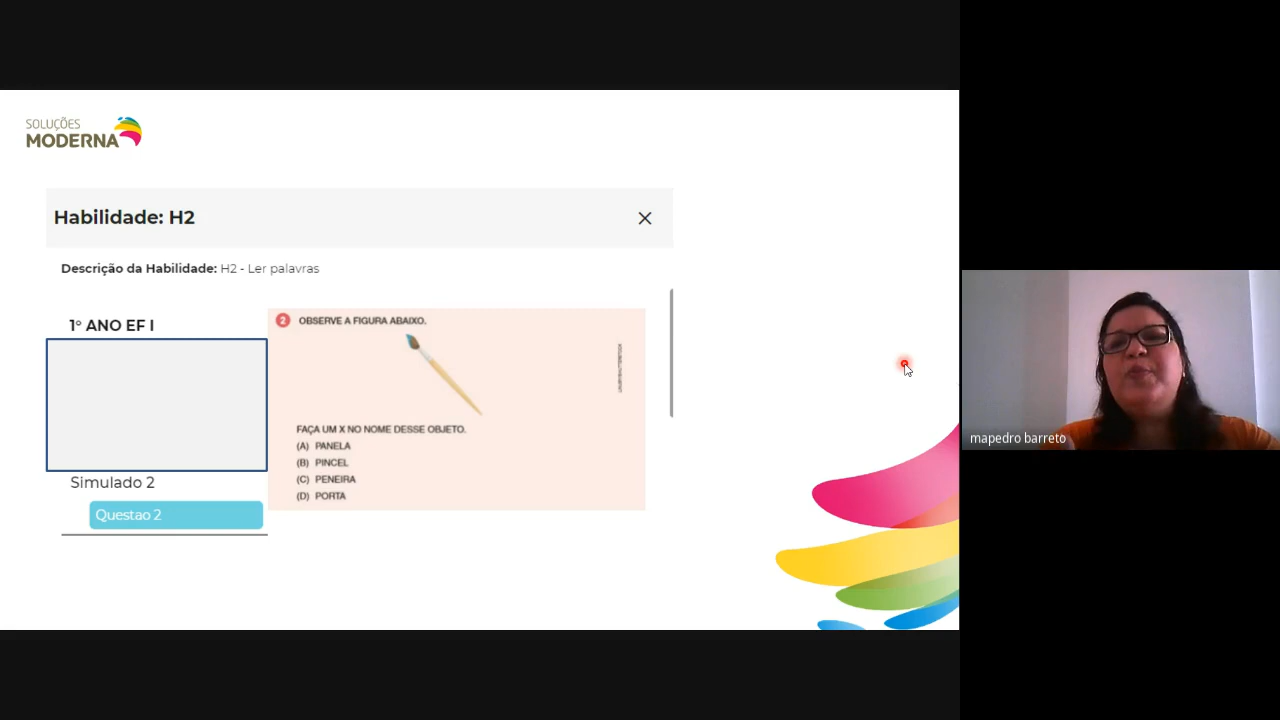 SOLUÇÕES
MODERNA
Habilidade: H2
Descrição da Habilidade: H2 - Ler palavras
1° ANO EF I
Simulado 2
Questao 2
2 OBSERVE A FIGURA ABAIXO.
FAÇA UM X NO NOME DESSE OBJETO.
(A) PANELA
(B) PINCEL
(C) PENEIRA
(D) PORTA
mapedro barreto